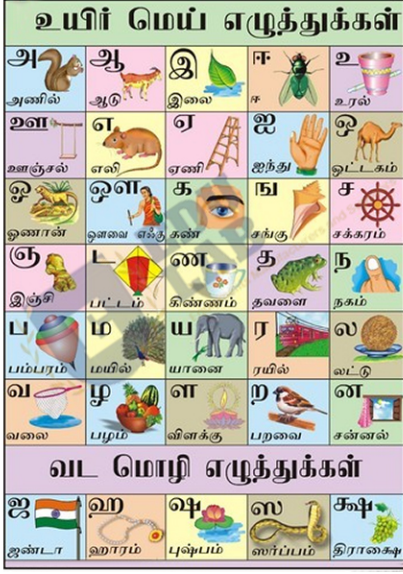 உயிர் மெய் எழுத்துக்கள்
அ ஆ இ ஈ உ
அணில் ஆடு இலை ஈ உரல்
ஊ எ ஏ ஐ ஒ
ஊஞ்சல் எலி ஏணி ஐந்து ஒட்டகம்
ஓ ஔ க ங ச
ஓணான் ஔவை எஃகு கண் சங்கு சக்கரம்
ஞ ட ண த ந
இஞ்சி பட்டம் கிண்ணம் தவளை நகம்
ப ம ய ர ல
பம்பரம் மயில் யானை ரயில் லட்டு
வ ழ ள ற ன
வலை பழம் விளக்கு பறவை சன்னல்
வட மொழி எழுத்துக்கள்
ஜ ஹ ஷ ஸ க்ஷ
ஜண்டா ஹாரம் புஷ்பம் ஸர்ப்பம் திராக்ஷை